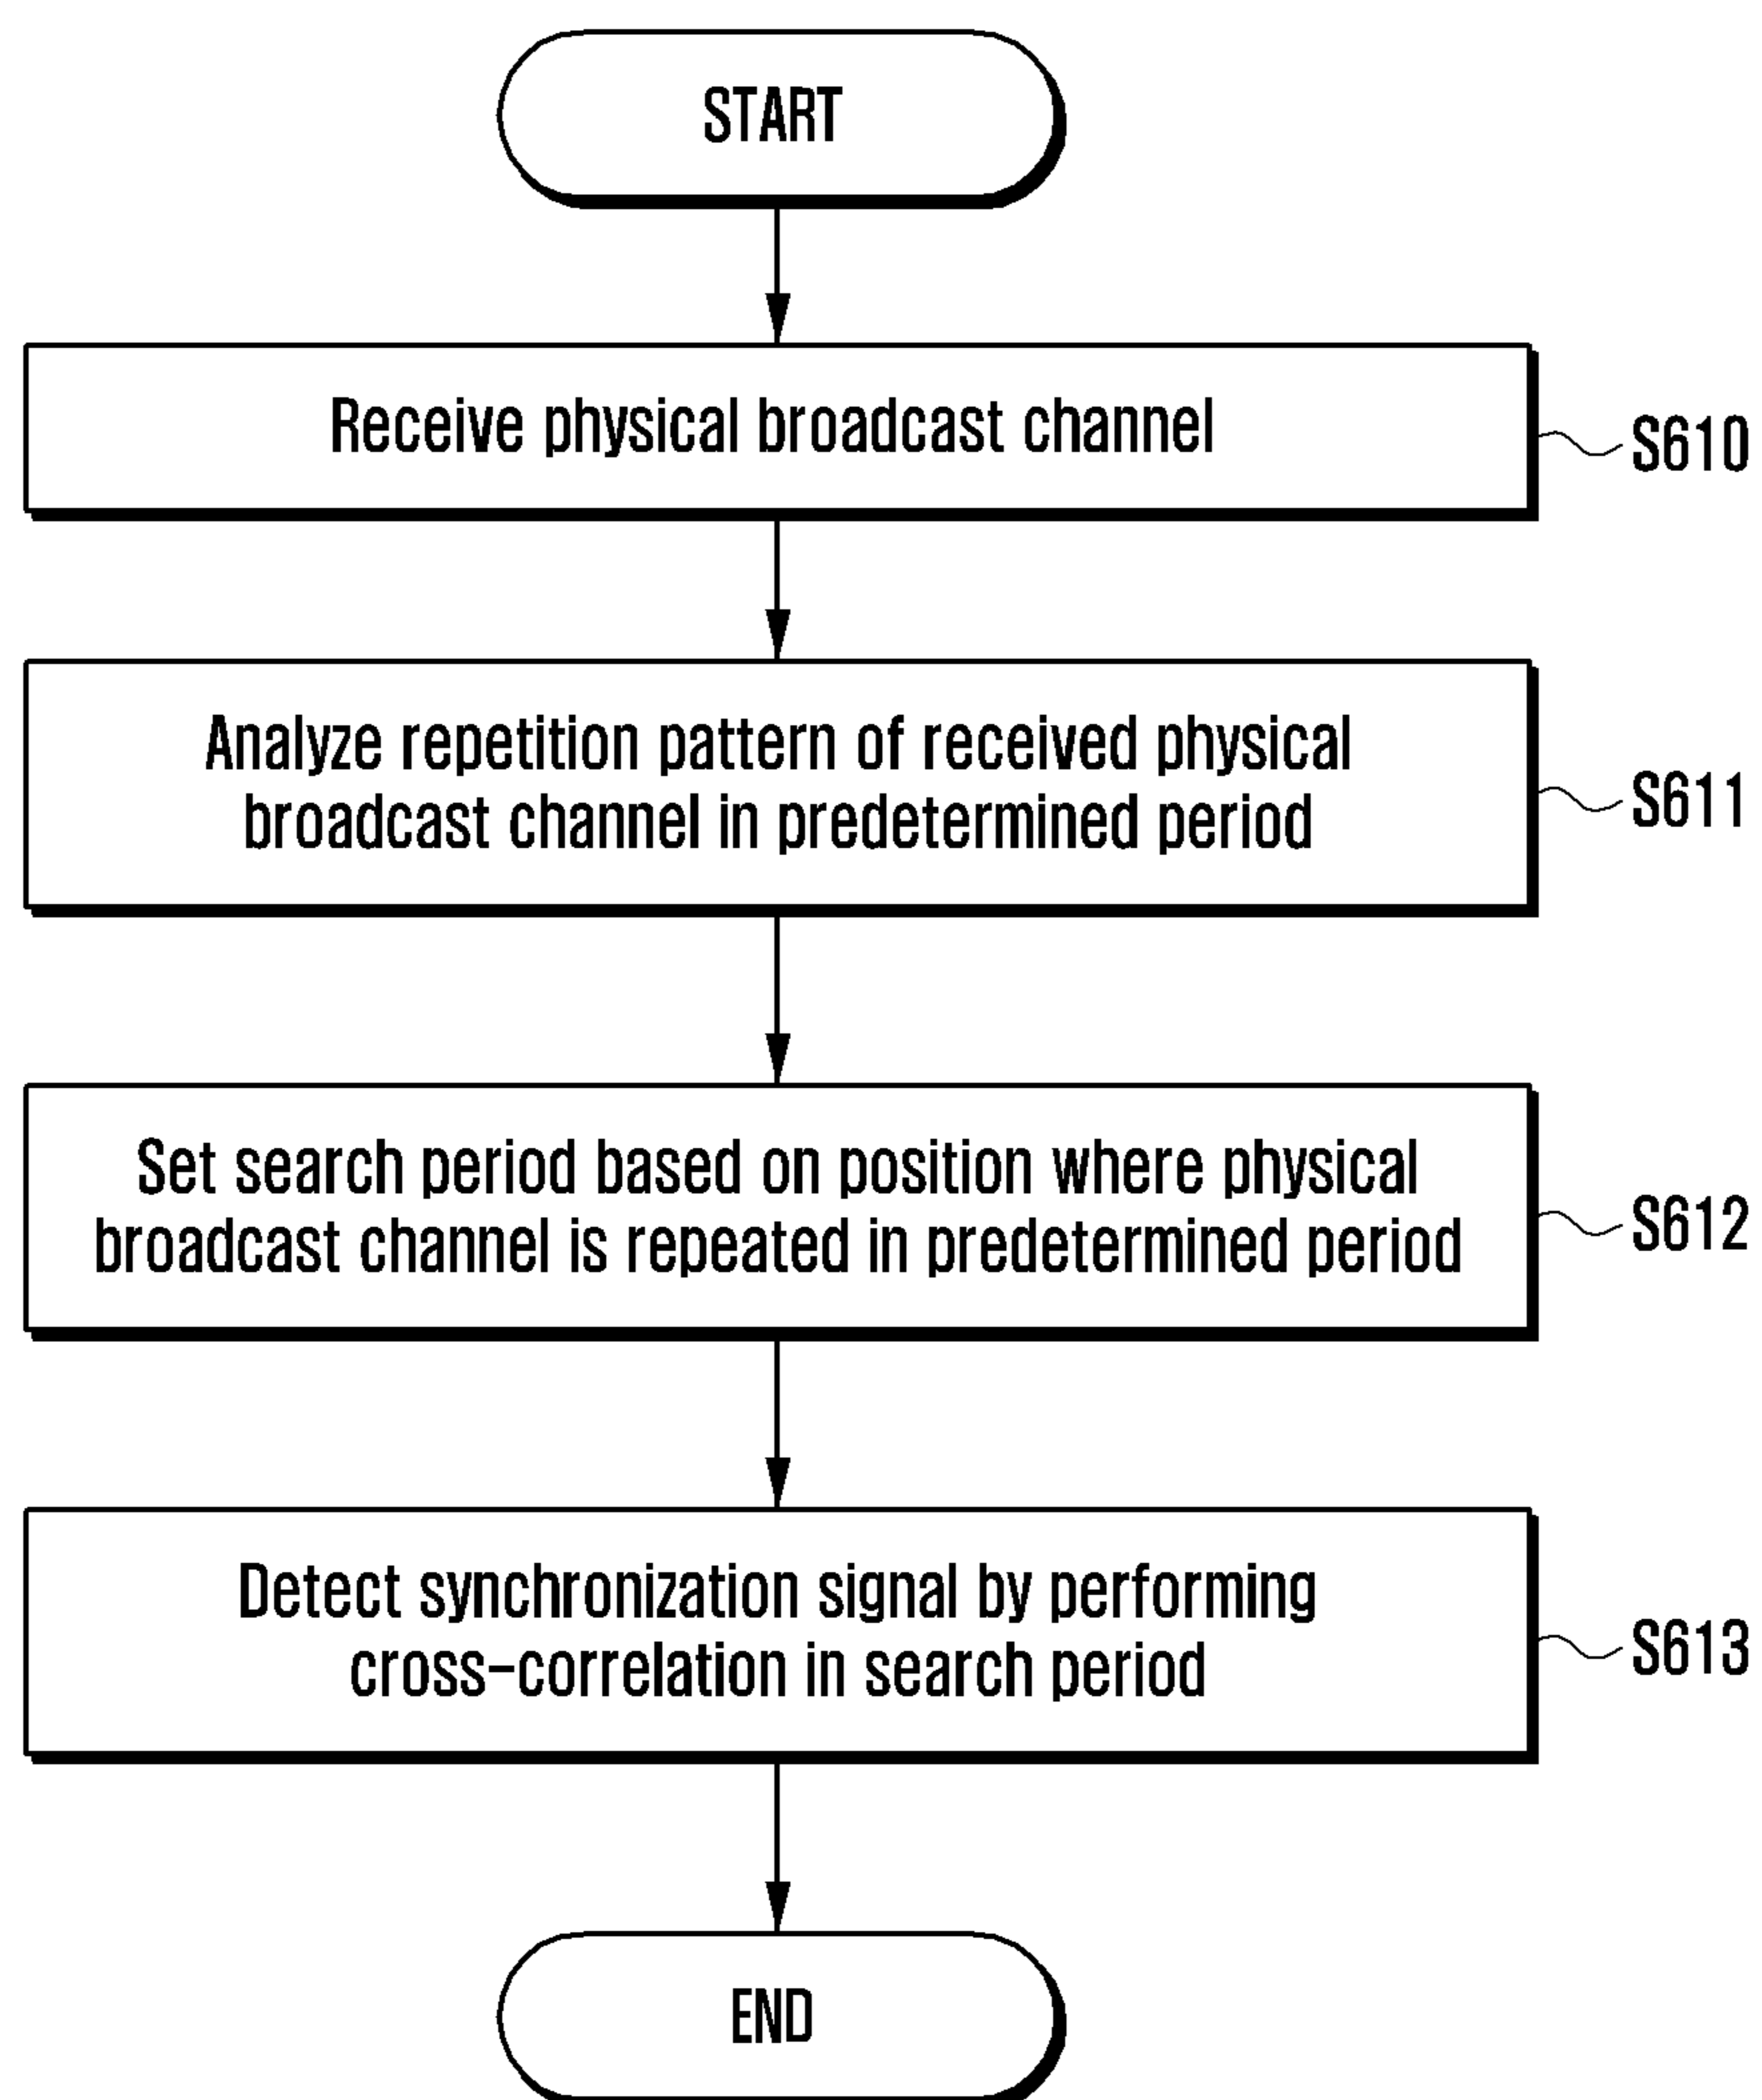 START
Receive physical broadcast channel
S610
Analyze repetition pattern of received physical
broadcast channel in predetermined period
S611
Set search period based on position where physical
broadcast channel is repeated in predetermined period
S612
Detect synchronization signal by performing
cross-correlation in search period
S613
END